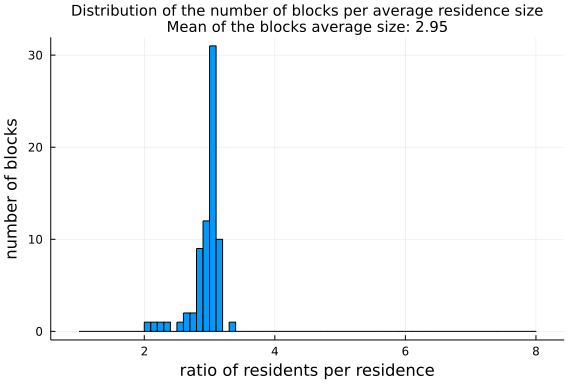 Distribution of the number of blocks per average residence size
Mean of the blocks average size: 2.95
number of blocks
30
20
10
0
2
4
6
8
ratio of residents per residence